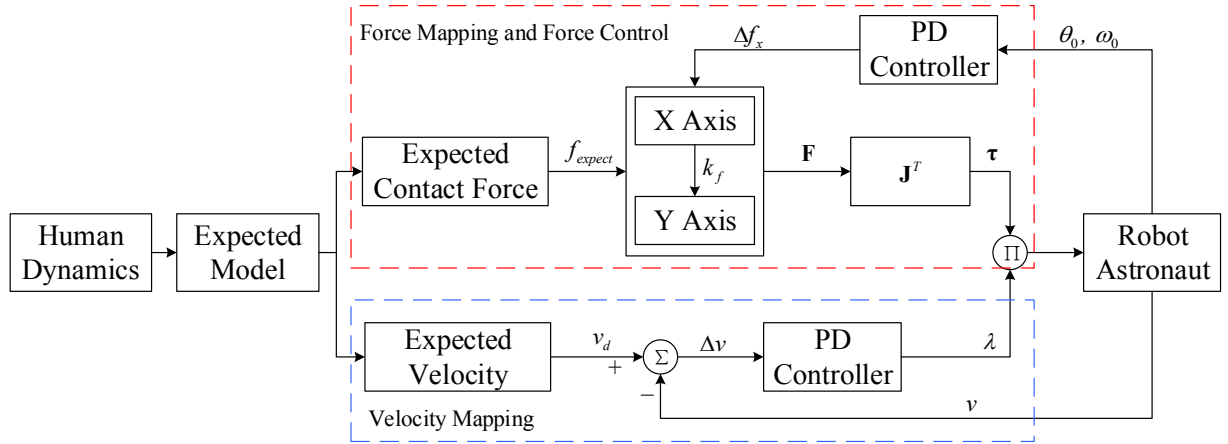 Force Mapping and Force Control
Δf_x
PD
Controller
θ_0, ω_0
X Axis
k_f
Y Axis
Expected
Contact Force
f_expect
F
J^T
τ
Human
Dynamics
Expected
Model
Π
Robot
Astronaut
Expected
Velocity
v_d
+
Σ
−
Δv
PD
Controller
λ
v
Velocity Mapping